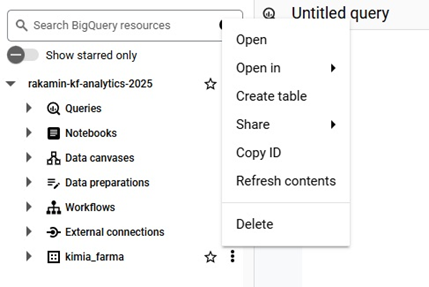 Search BigQuery resources
Show starred only
rakamin-kf-analytics-2025
Queries
Notebooks
Data canvases
Data preparations
Workflows
External connections
kimia_farma
Untitled query
Open
Open in
Create table
Share
Copy ID
Refresh contents
Delete